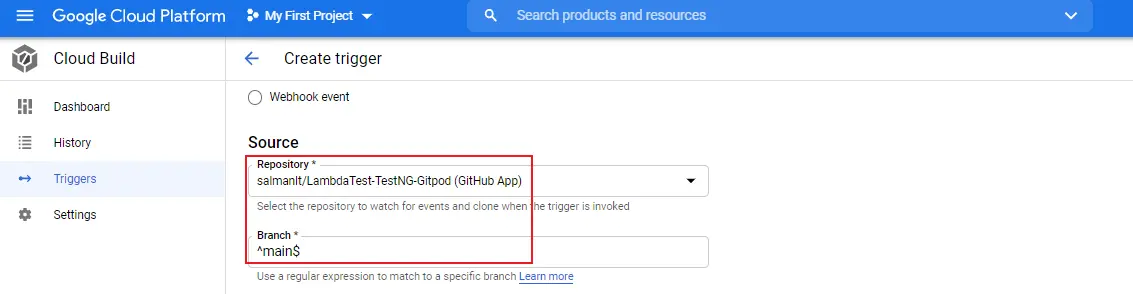 Google Cloud Platform My First Project Search products and resources
Cloud Build Create trigger
Webhook event
Dashboard
History
Triggers
Settings
Source
Repository *
salmanlt/LambdaTest-TestNG-Gitpod (GitHub App)
Select the repository to watch for events and clone when the trigger is invoked
Branch *
^main$
Use a regular expression to match to a specific branch Learn more